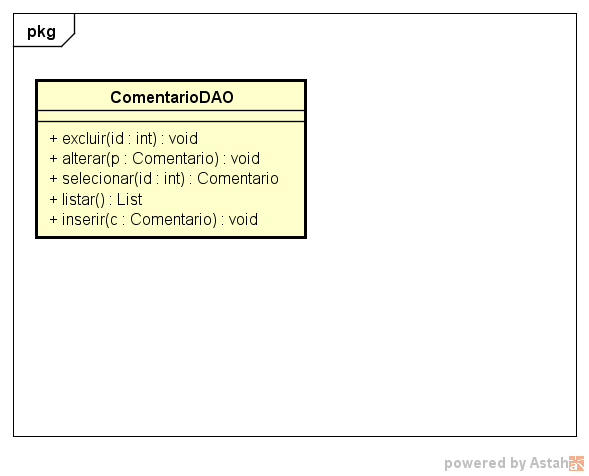 pkg
ComentarioDAO
+ excluir(id : int) : void
+ alterar(p : Comentario) : void
+ selecionar(id : int) : Comentario
+ listar() : List
+ inserir(c : Comentario) : void
powered by Astah